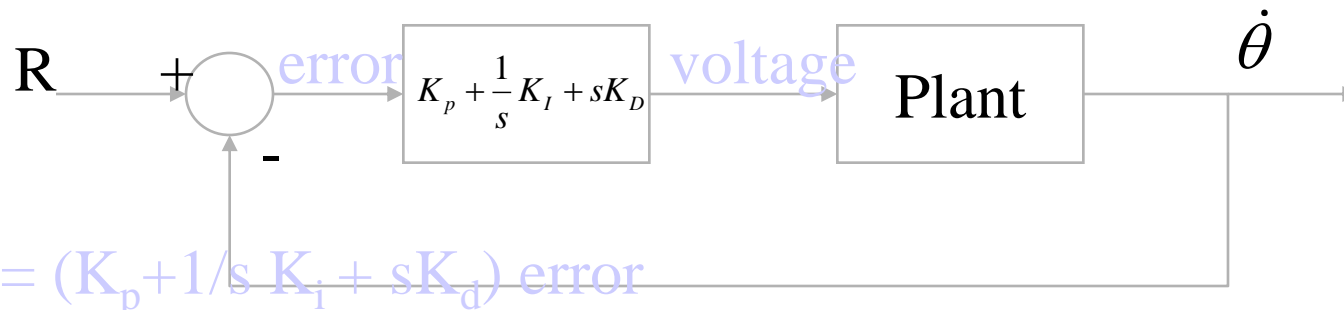 R + error K_p + 1/s K_I + sK_D voltage Plant θ̇
-
= (K_p+1/s K_i + sK_d) error